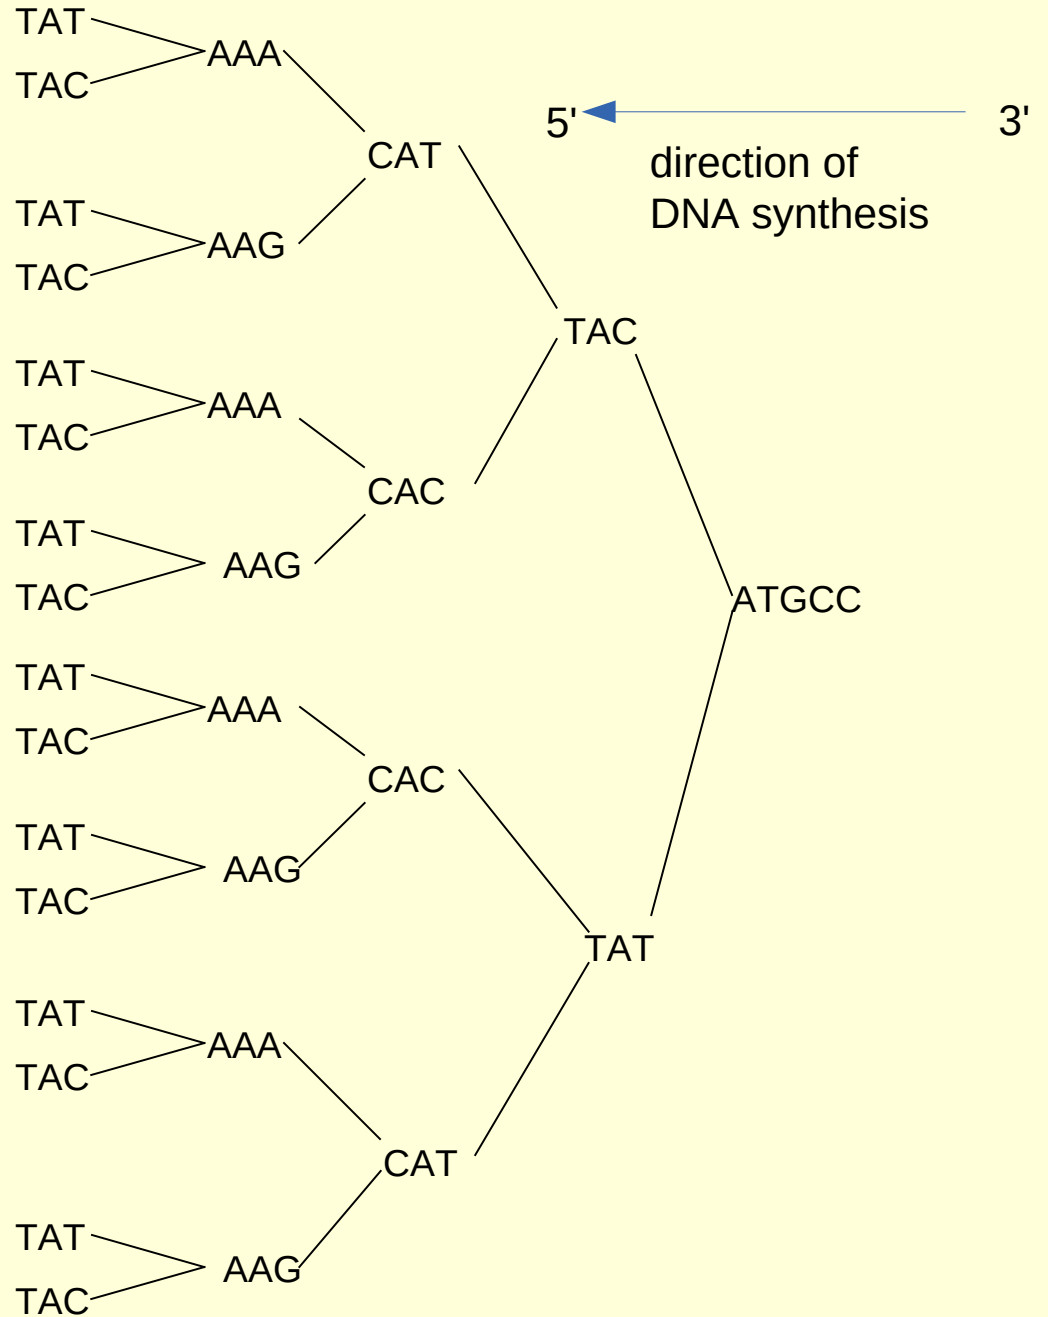 TAT
TAC
AAA
CAT
TAT
TAC
AAG
5'
3'
direction of
DNA synthesis
TAC
TAT
TAC
AAA
CAC
TAT
TAC
AAG
ATGCC
TAT
TAC
AAA
CAC
TAT
TAC
AAG
TAT
TAT
TAC
AAA
CAT
TAT
TAC
AAG